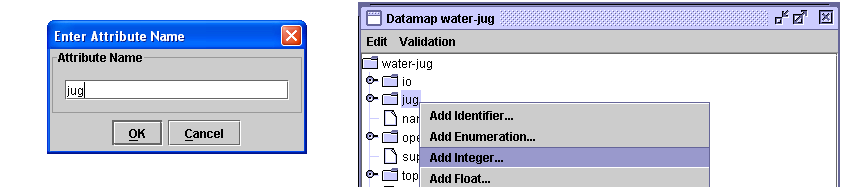 Enter Attribute Name
Attribute Name
jug
OK
Cancel
Datamap water-jug
Edit Validation
water-jug
io
jug
Add Identifier...
Add Enumeration...
Add Integer...
Add Float...
top